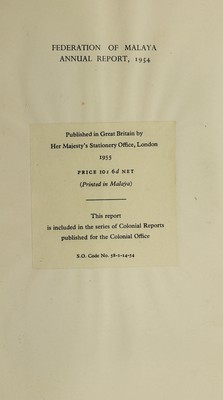 FEDERATION OF MALAYA
ANNUAL REPORT, 1954
Published in Great Britain by
Her Majesty's Stationery Office, London
1955
PRICE 10s 6d NET
(Printed in Malaya)
This report
is included in the series of Colonial Reports
published for the Colonial Office
S.O. Code No. 58-1-14-54